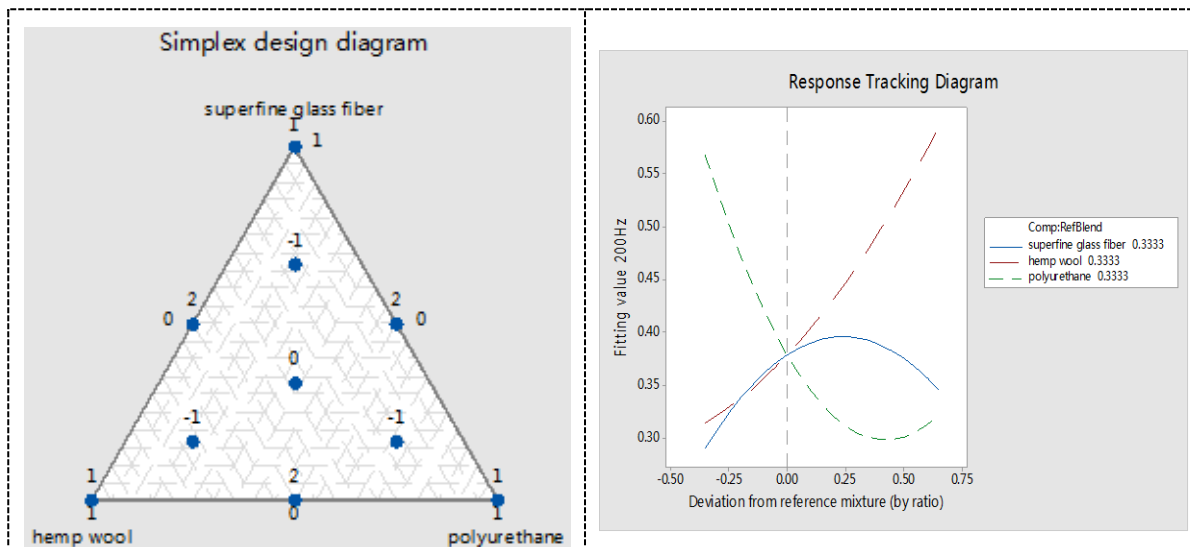 Simplex design diagram
superfine glass fiber
1
1
-1
2
2
0
0
0
-1
-1
1
2
1
1
0
1
hemp wool
polyurethane
Response Tracking Diagram
0.60
0.55
0.50
0.45
0.40
0.35
0.30
Fitting value 200Hz
-0.50
-0.25
0.00
0.25
0.50
0.75
Deviation from reference mixture (by ratio)
Comp:RefBlend
superfine glass fiber 0.3333
hemp wool 0.3333
polyurethane 0.3333